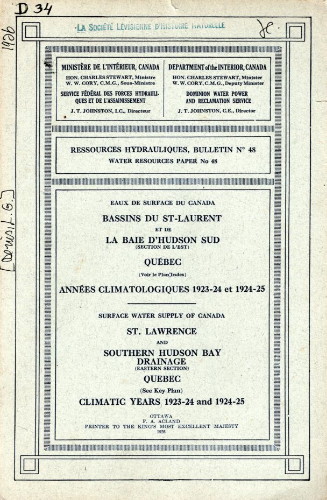 D 34
LA SOCIÉTÉ LÉVISIENNE D'HISTOIRE NATURELLE
1926
MINISTÈRE DE L'INTÉRIEUR, CANADA
HON. CHARLES STEWART, Ministre
W. W. CORY, C.M.G., Sous-Ministre
SERVICE FÉDÉRAL DES FORCES HYDRAULI-
QUES ET DE L'ASSAINISSEMENT
J. T. JOHNSTON, I.C., Directeur
DEPARTMENT of the INTERIOR, CANADA
HON. CHARLES STEWART, Minister
W. W. CORY, C.M.G., Deputy Minister
DOMINION WATER POWER
AND RECLAMATION SERVICE
J. T. JOHNSTON, C.E., Director
RESSOURCES HYDRAULIQUES, BULLETIN N° 48
WATER RESOURCES PAPER No 48
EAUX DE SURFACE DU CANADA
BASSINS DU ST-LAURENT
ET DE
LA BAIE D'HUDSON SUD
(SECTION DE L'EST)
QUÉBEC
(Voir le Plan Index)
ANNÉES CLIMATOLOGIQUES 1923-24 et 1924-25
SURFACE WATER SUPPLY OF CANADA
ST. LAWRENCE
AND
SOUTHERN HUDSON BAY
DRAINAGE
(EASTERN SECTION)
QUEBEC
(See Key Plan)
CLIMATIC YEARS 1923-24 and 1924-25
OTTAWA
F. A. ACLAND
PRINTER TO THE KING'S MOST EXCELLENT MAJESTY
1926